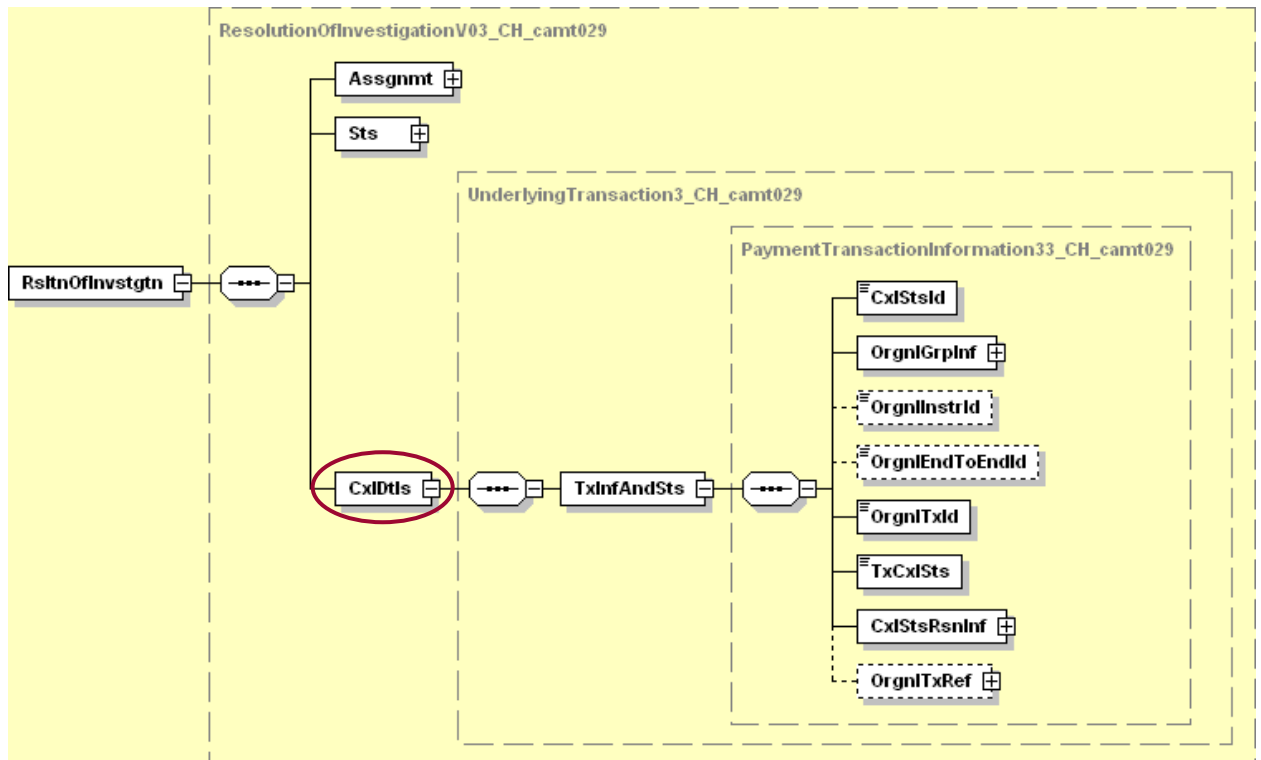 ResolutionOfInvestigationV03_CH_camt029
Assgnmt
Sts
UnderlyingTransaction3_CH_camt029
PaymentTransactionInformation33_CH_camt029
RsltnOfInvstgtn
CxlStsId
OrgnlGrpInf
OrgnlInstrId
OrgnlEndToEndId
CxlDtls
TxInfAndSts
OrgnlTxId
TxCxlSts
CxlStsRsnInf
OrgnlTxRef